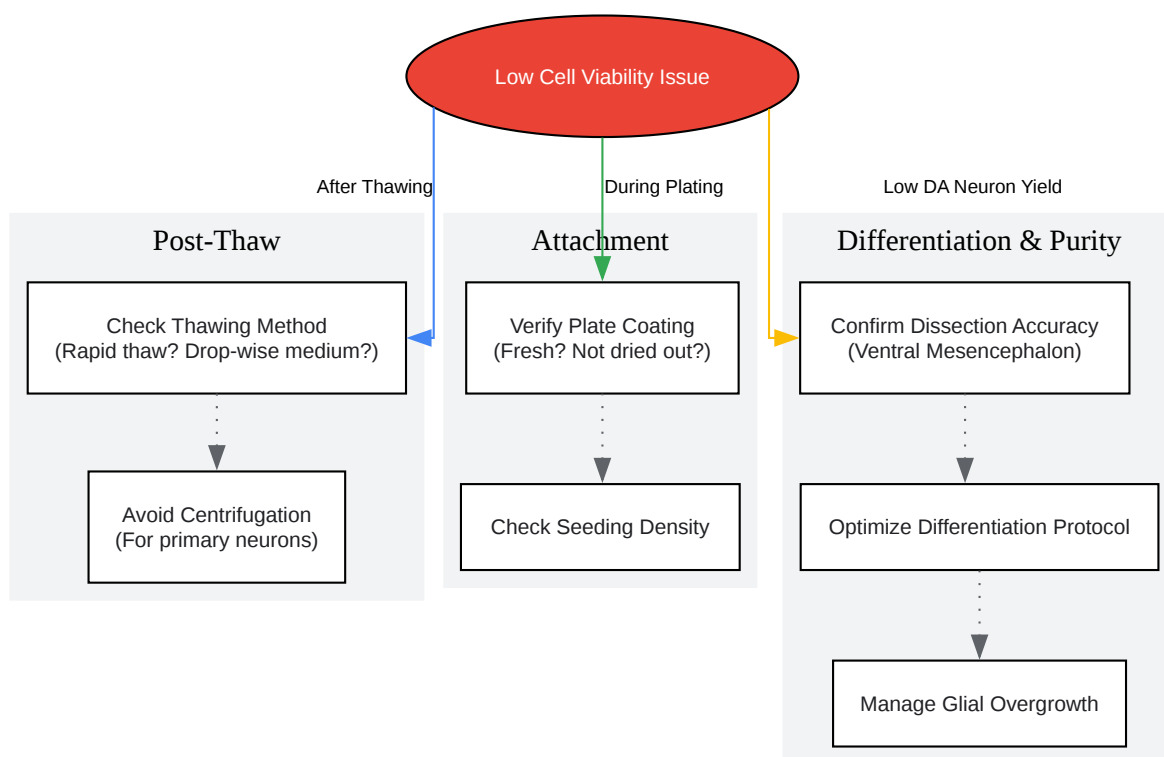 Low Cell Viability Issue
After Thawing
During Plating
Low DA Neuron Yield
Post-Thaw
Check Thawing Method
(Rapid thaw? Drop-wise medium?)
Avoid Centrifugation
(For primary neurons)
Attachment
Verify Plate Coating
(Fresh? Not dried out?)
Check Seeding Density
Differentiation & Purity
Confirm Dissection Accuracy
(Ventral Mesencephalon)
Optimize Differentiation Protocol
Manage Glial Overgrowth